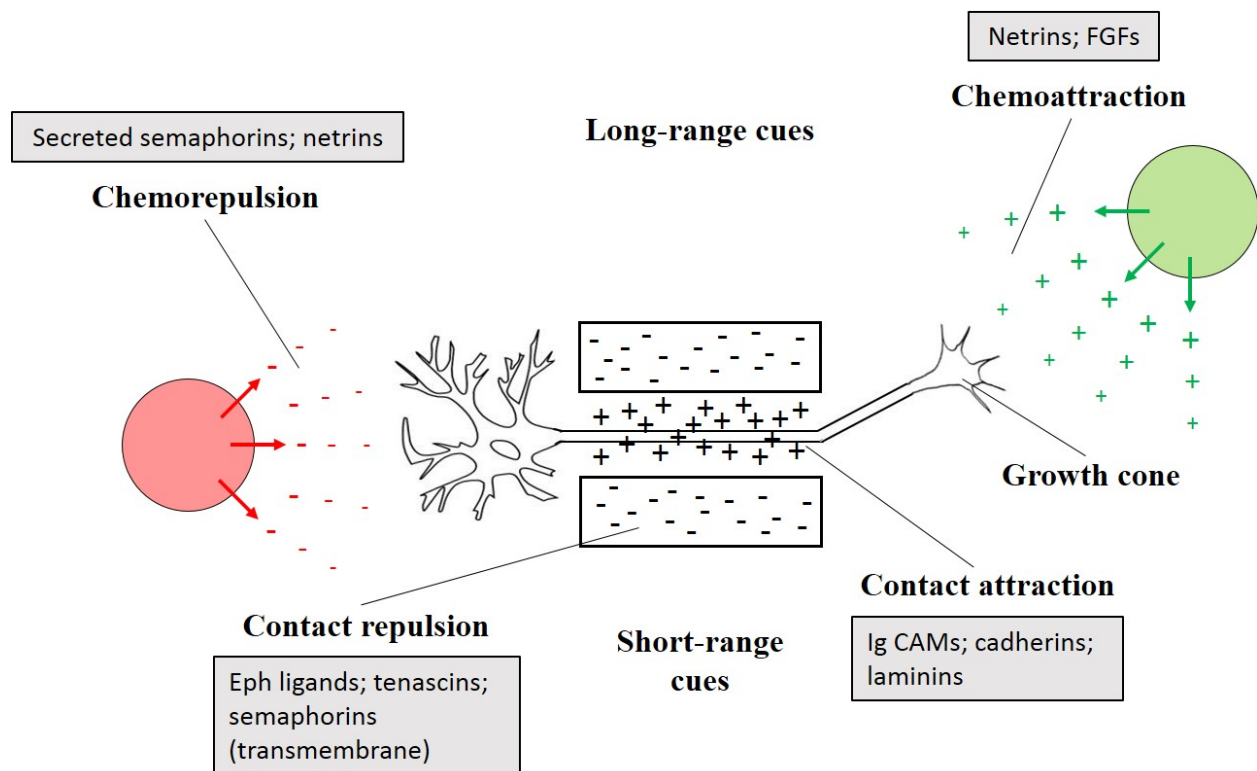 Netrins; FGFs
Chemoattraction
Secreted semaphorins; netrins
Chemorepulsion
Long-range cues
Growth cone
Contact repulsion
Eph ligands; tenascins;
semaphorins
(transmembrane)
Short-range
cues
Contact attraction
Ig CAMs; cadherins;
laminins